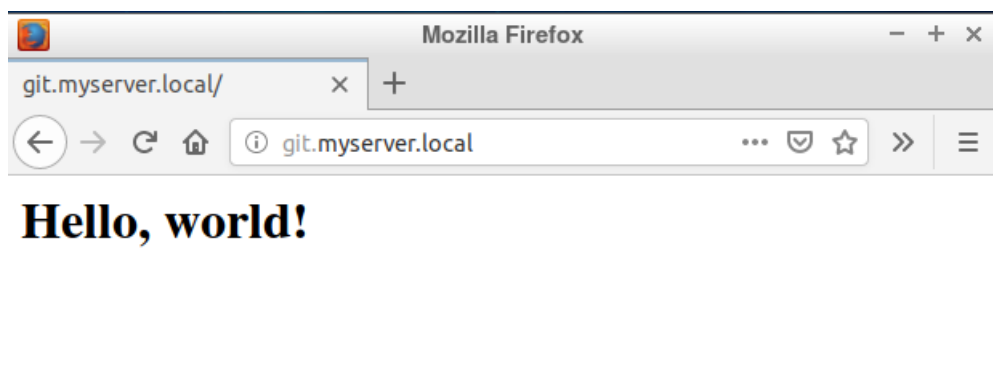 Mozilla Firefox
git.myserver.local/
git.myserver.local
Hello, world!